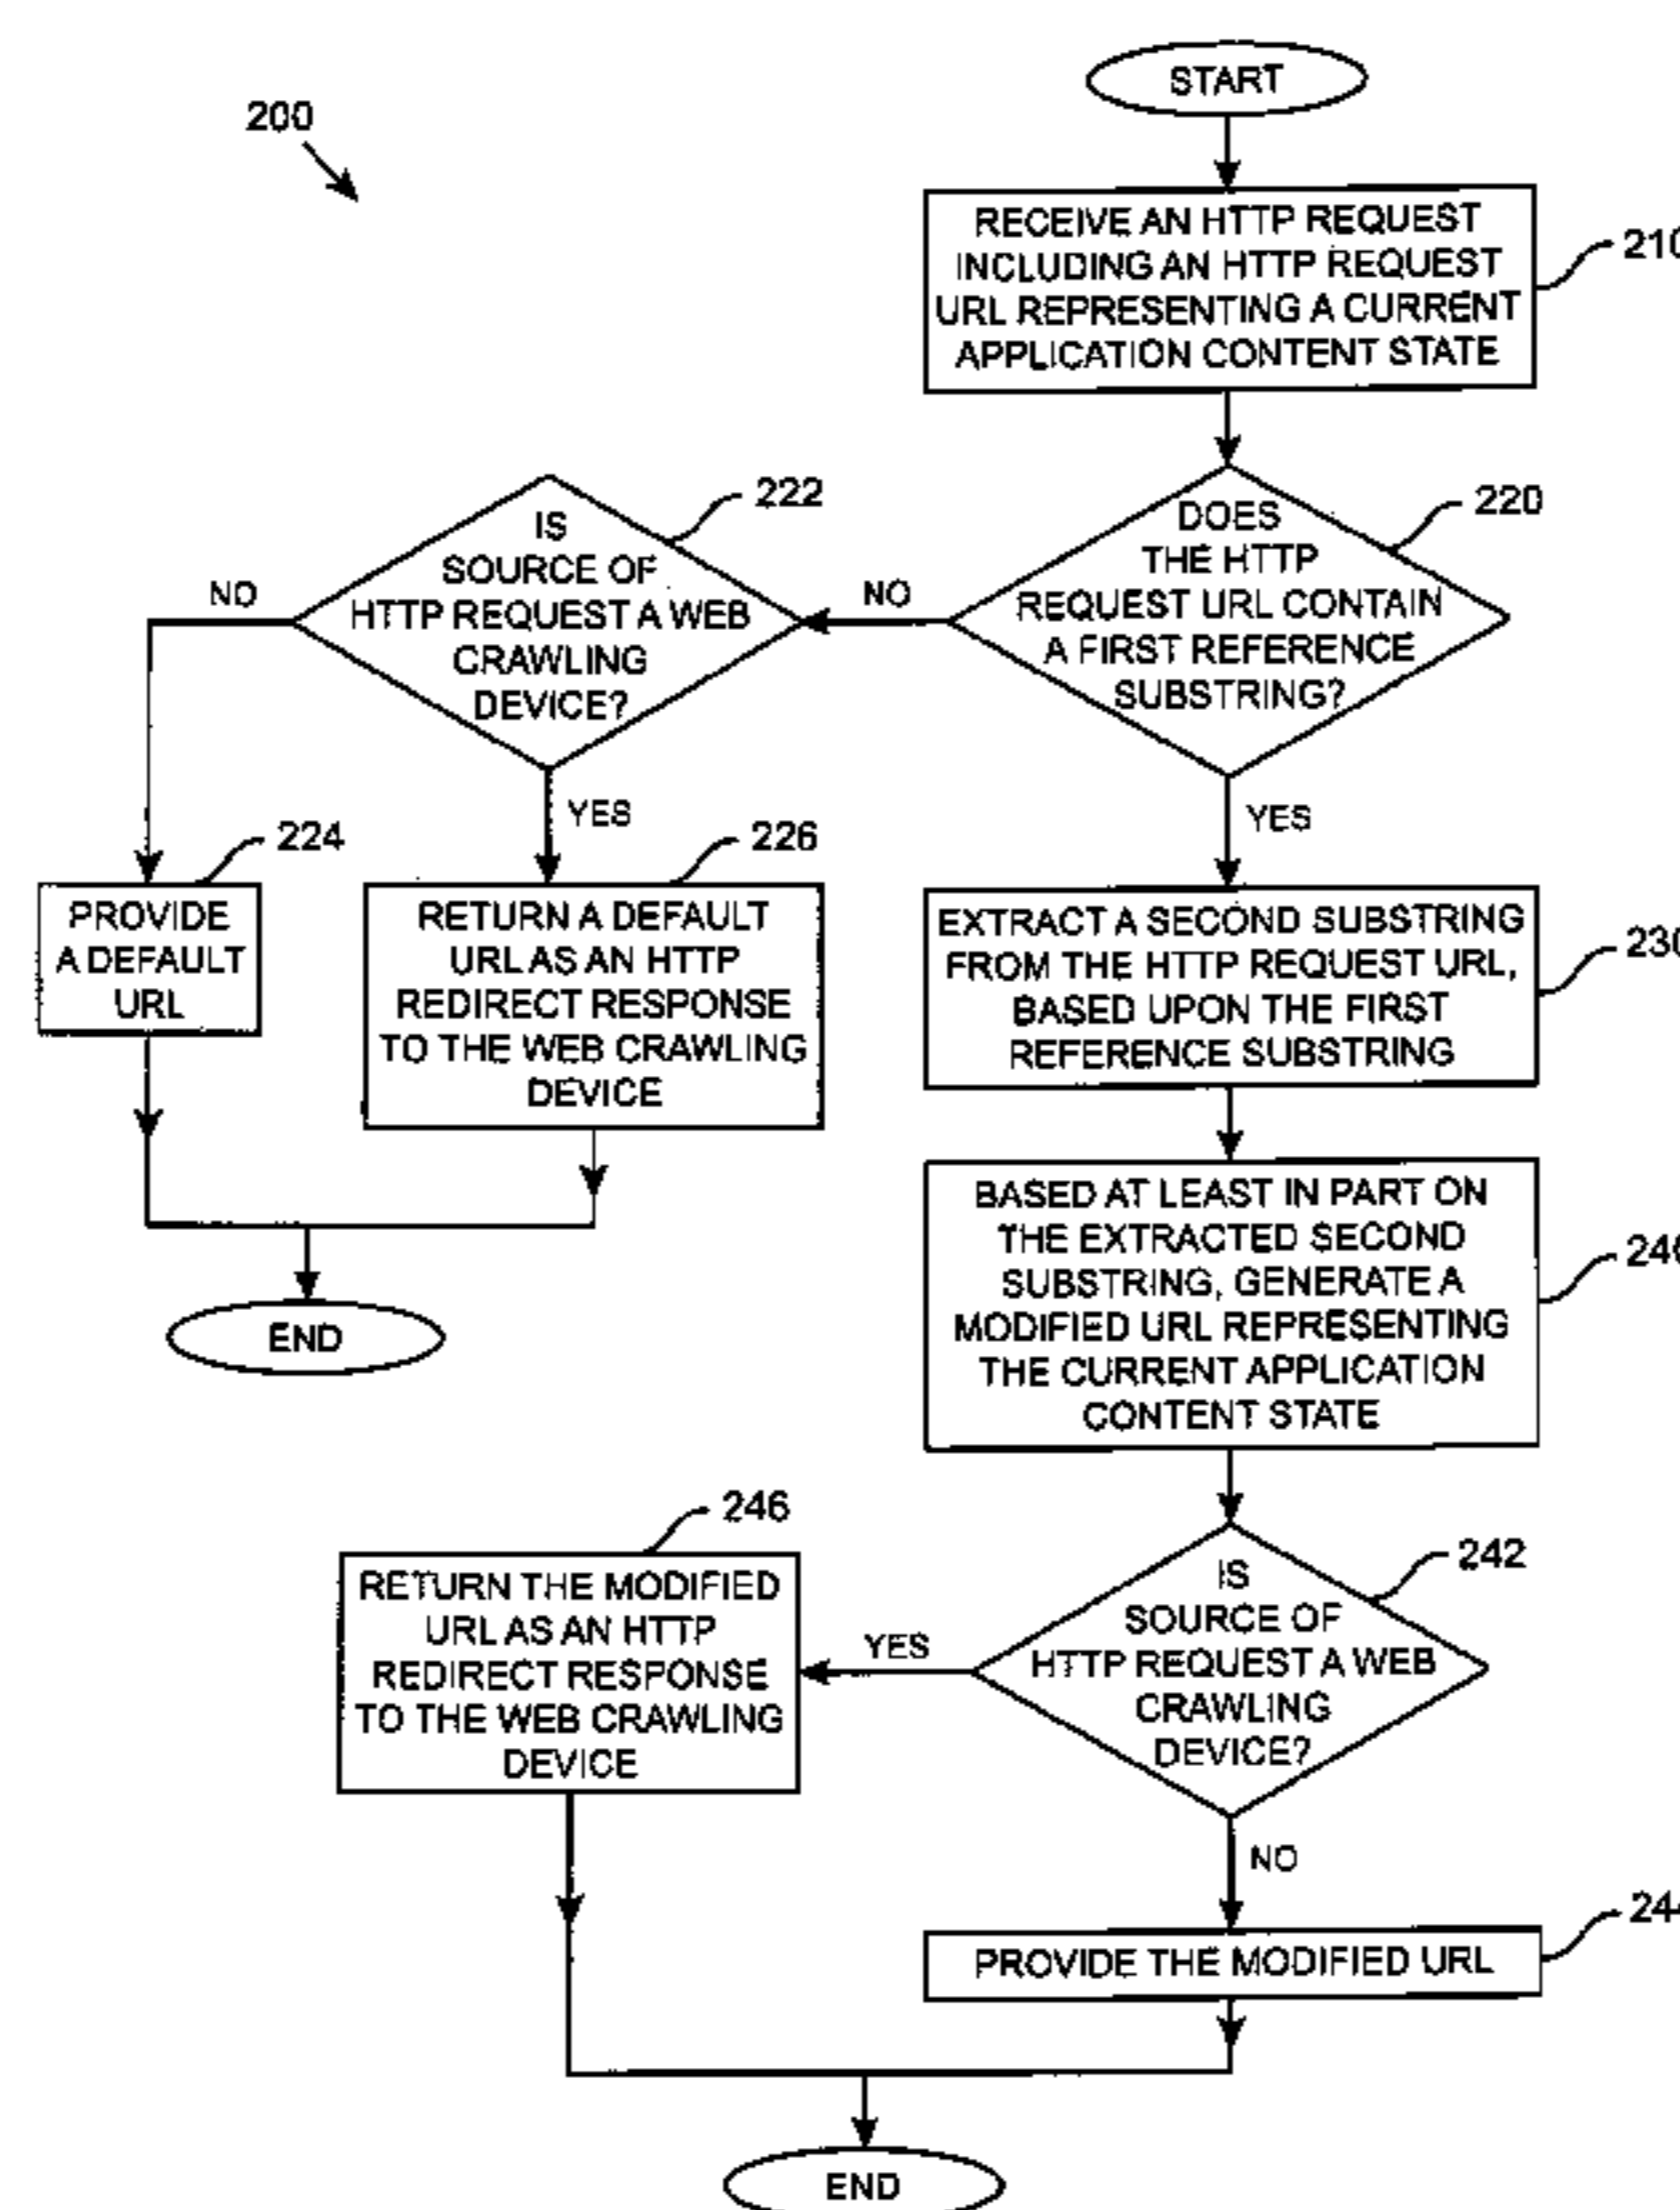 START
200
RECEIVE AN HTTP REQUEST
INCLUDING AN HTTP REQUEST
URL REPRESENTING A CURRENT
APPLICATION CONTENT STATE
210
DOES
THE HTTP
REQUEST URL CONTAIN
A FIRST REFERENCE
SUBSTRING?
220
NO
YES
IS
SOURCE OF
HTTP REQUEST A WEB
CRAWLING
DEVICE?
222
NO
YES
PROVIDE
A DEFAULT
URL
224
RETURN A DEFAULT
URL AS AN HTTP
REDIRECT RESPONSE
TO THE WEB CRAWLING
DEVICE
226
END
EXTRACT A SECOND SUBSTRING
FROM THE HTTP REQUEST URL,
BASED UPON THE FIRST
REFERENCE SUBSTRING
230
BASED AT LEAST IN PART ON
THE EXTRACTED SECOND
SUBSTRING, GENERATE A
MODIFIED URL REPRESENTING
THE CURRENT APPLICATION
CONTENT STATE
240
IS
SOURCE OF
HTTP REQUEST A WEB
CRAWLING
DEVICE?
242
YES
NO
RETURN THE MODIFIED
URL AS AN HTTP
REDIRECT RESPONSE
TO THE WEB CRAWLING
DEVICE
246
PROVIDE THE MODIFIED URL
244
END